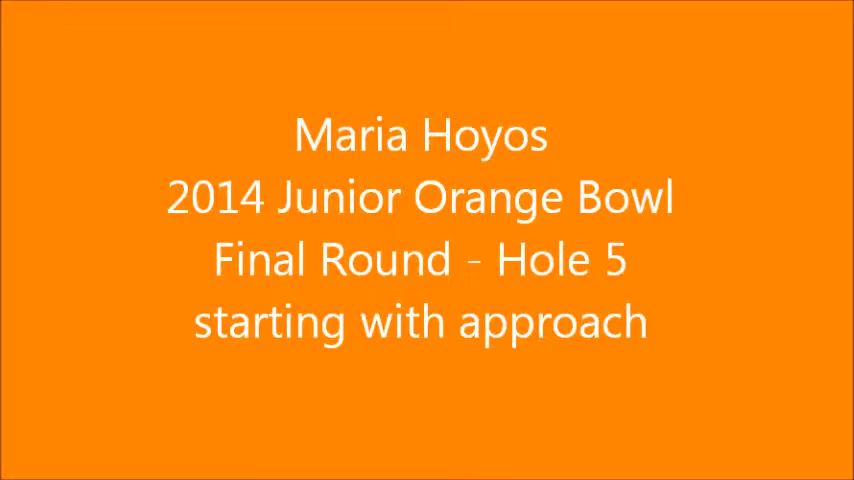 Maria Hoyos
2014 Junior Orange Bowl
Final Round - Hole 5
starting with approach